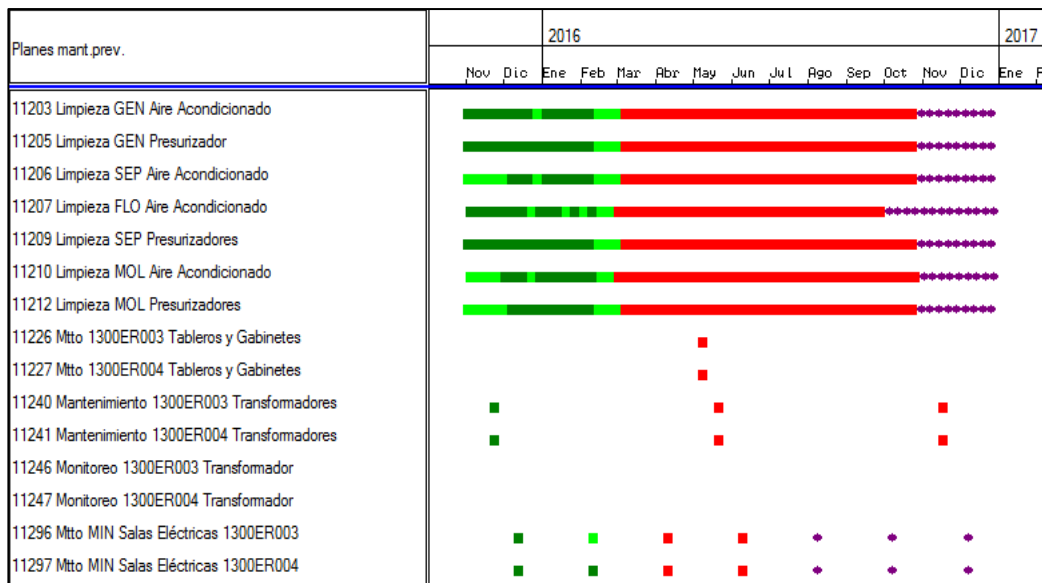 2016 2017
Planes mant.prev.
Nov Dic Ene Feb Mar Abr May Jun Jul Ago Sep Oct Nov Dic Ene F
11203 Limpieza GEN Aire Acondicionado
11205 Limpieza GEN Presurizador
11206 Limpieza SEP Aire Acondicionado
11207 Limpieza FLO Aire Acondicionado
11209 Limpieza SEP Presurizadores
11210 Limpieza MOL Aire Acondicionado
11212 Limpieza MOL Presurizadores
11226 Mtto 1300ER003 Tableros y Gabinetes
11227 Mtto 1300ER004 Tableros y Gabinetes
11240 Mantenimiento 1300ER003 Transformadores
11241 Mantenimiento 1300ER004 Transformadores
11246 Monitoreo 1300ER003 Transformador
11247 Monitoreo 1300ER004 Transformador
11296 Mtto MIN Salas Eléctricas 1300ER003
11297 Mtto MIN Salas Eléctricas 1300ER004